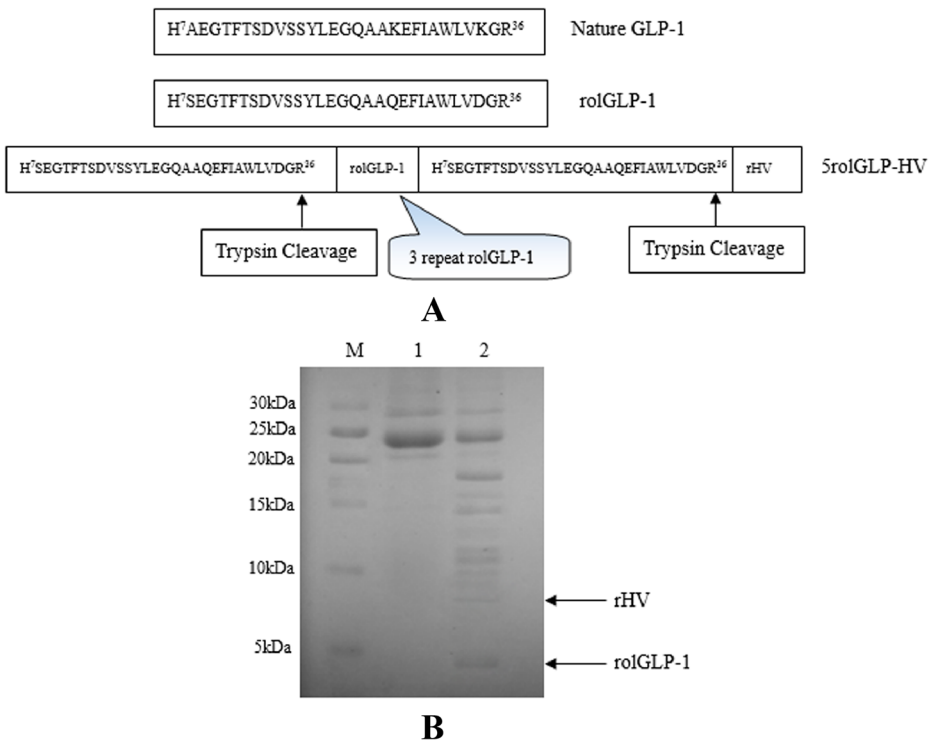 H⁷AEGTFTSDVSSYLEGQAAKEFIAWLVKGR³⁶ Nature GLP-1
H⁷SEGTFTSDVSSYLEGQAAQEFIAWLVDGR³⁶ rolGLP-1
H⁷SEGTFTSDVSSYLEGQAAQEFIAWLVDGR³⁶ rolGLP-1 H⁷SEGTFTSDVSSYLEGQAAQEFIAWLVDGR³⁶ rHV 5rolGLP-HV
Trypsin Cleavage 3 repeat rolGLP-1 Trypsin Cleavage
A
M 1 2
30kDa
25kDa
20kDa
15kDa
10kDa
rHV
5kDa
rolGLP-1
B